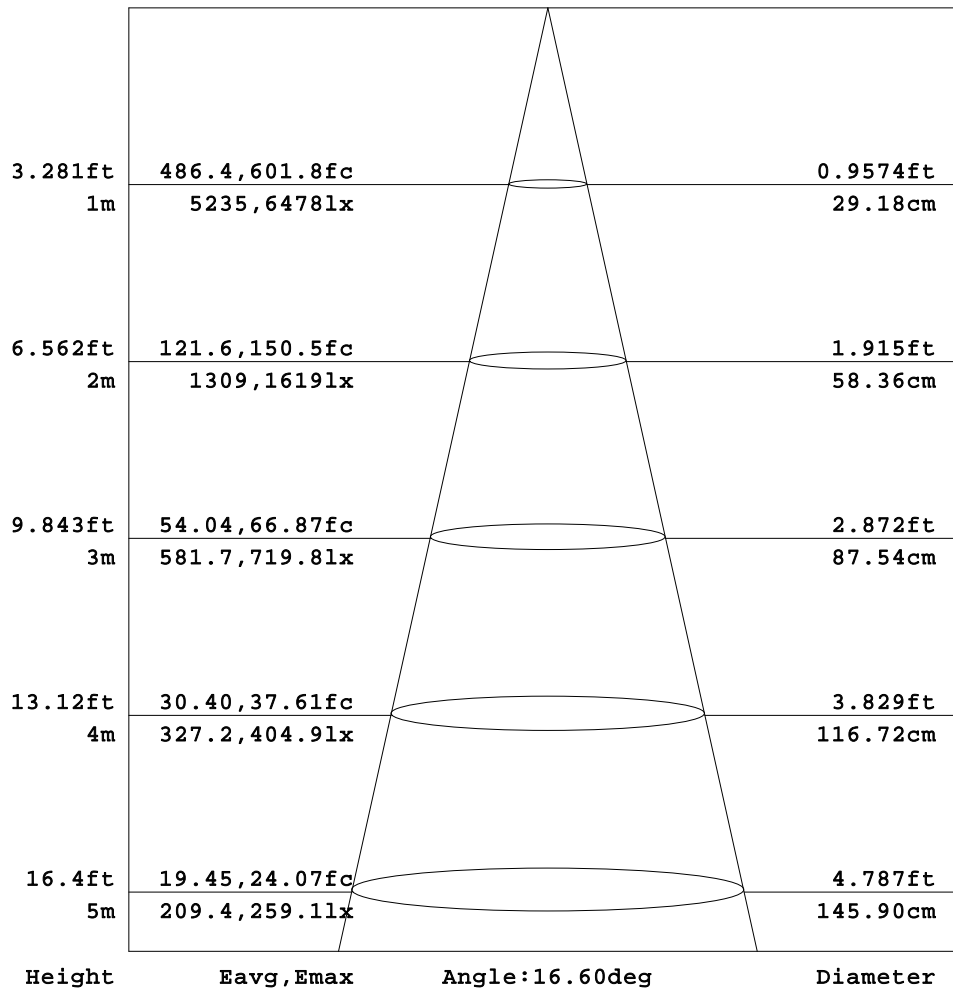 3.281ft 486.4,601.8fc 0.9574ft
1m 5235,6478lx 29.18cm
6.562ft 121.6,150.5fc 1.915ft
2m 1309,1619lx 58.36cm
9.843ft 54.04,66.87fc 2.872ft
3m 581.7,719.8lx 87.54cm
13.12ft 30.40,37.61fc 3.829ft
4m 327.2,404.9lx 116.72cm
16.4ft 19.45,24.07fc 4.787ft
5m 209.4,259.1lx 145.90cm
Height Eavg,Emax Angle:16.60deg Diameter